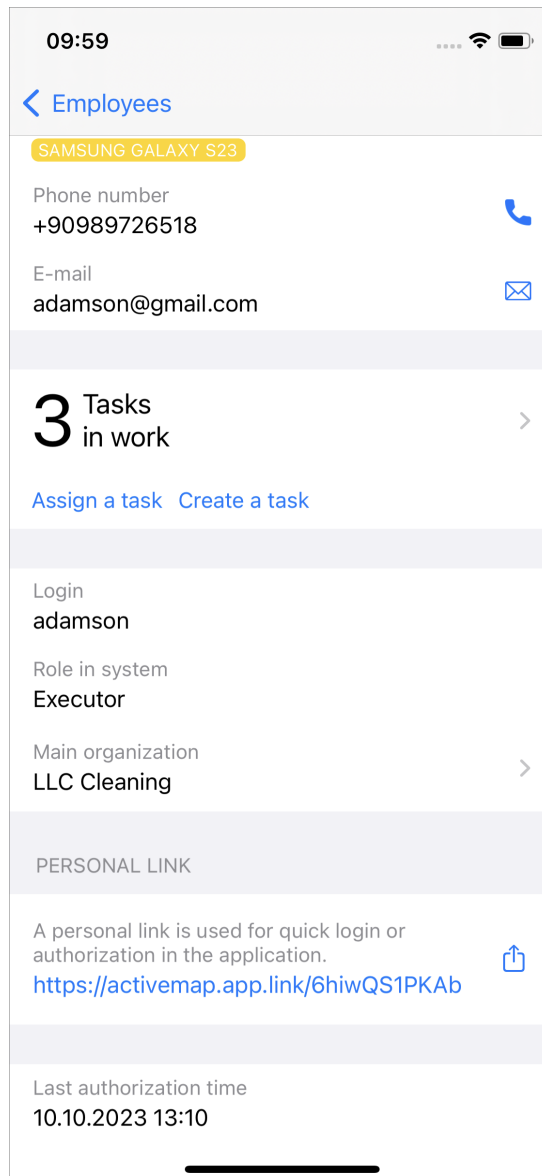 09:59
Employees
SAMSUNG GALAXY S23
Phone number
+90989726518
E-mail
adamson@gmail.com
3 Tasks
in work
Assign a task Create a task
Login
adamson
Role in system
Executor
Main organization
LLC Cleaning
PERSONAL LINK
A personal link is used for quick login or
authorization in the application.
https://activemap.app.link/6hiwQS1PKAb
Last authorization time
10.10.2023 13:10